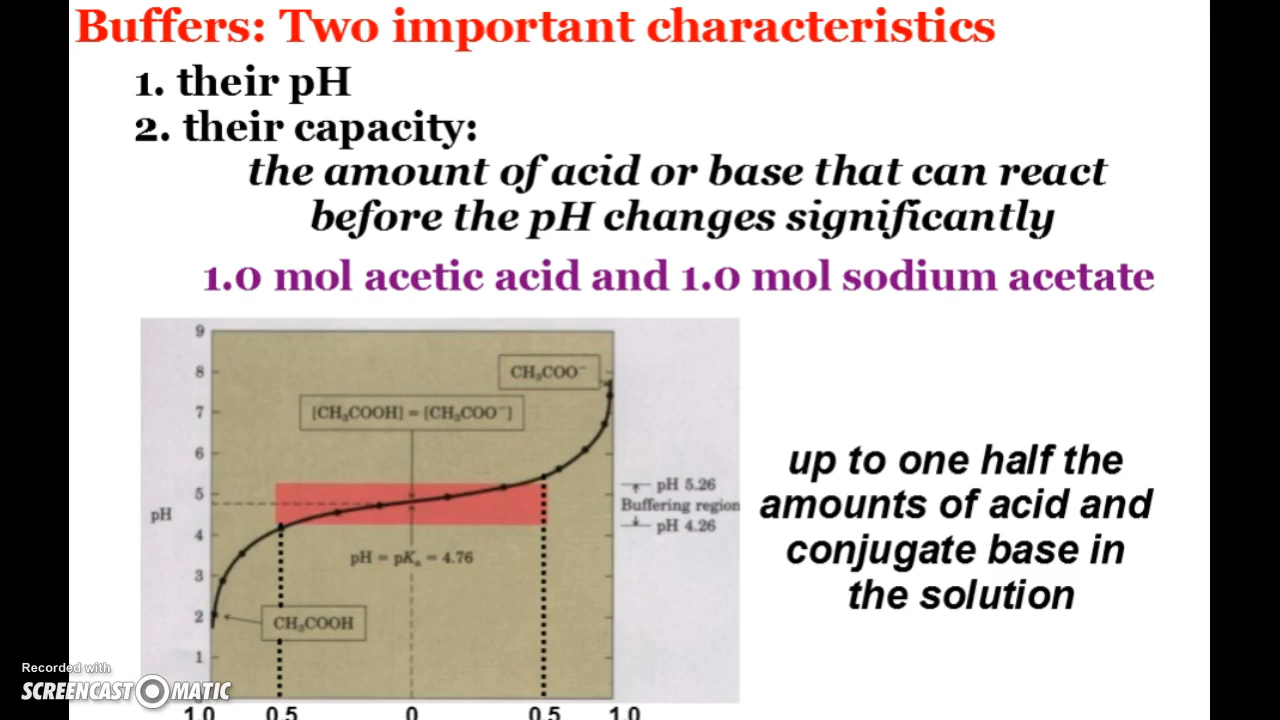 Buffers: Two important characteristics
1. their pH
2. their capacity:
the amount of acid or base that can react
before the pH changes significantly
1.0 mol acetic acid and 1.0 mol sodium acetate
9
8
7
6
5
4
3
2
1
pH
CH₃COO⁻
[CH₃COOH] = [CH₃COO⁻]
pH 5.26
Buffering region
pH 4.26
pH = pKₐ = 4.76
CH₃COOH
1.0 0.5 0 0.5 1.0
up to one half the
amounts of acid and
conjugate base in
the solution
Recorded with
SCREENCAST-O-MATIC